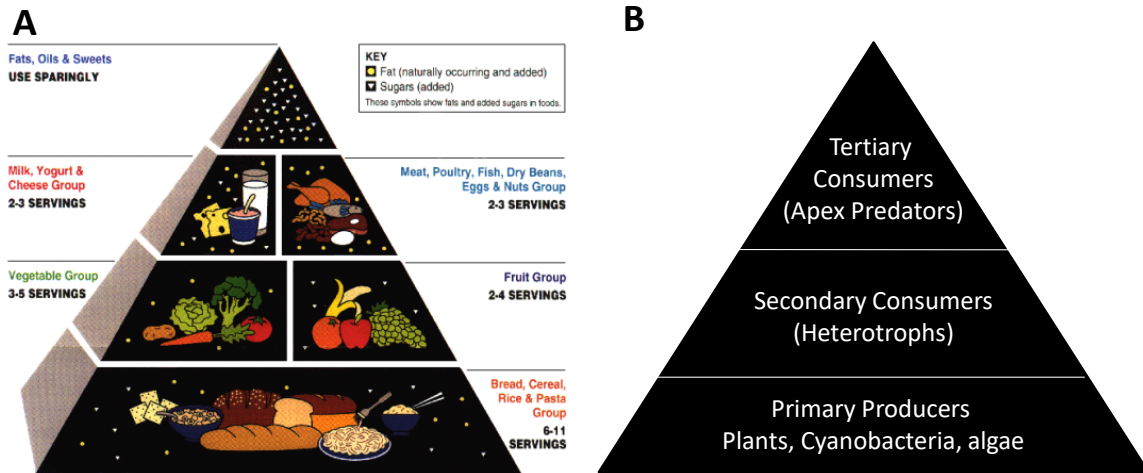 A
Fats, Oils & Sweets
USE SPARINGLY
KEY
Fat (naturally occurring and added)
Sugars (added)
These symbols show fats and added sugars in foods.
Milk, Yogurt &
Cheese Group
2-3 SERVINGS
Meat, Poultry, Fish, Dry Beans,
Eggs & Nuts Group
2-3 SERVINGS
Vegetable Group
3-5 SERVINGS
Fruit Group
2-4 SERVINGS
Bread, Cereal,
Rice & Pasta
Group
6-11
SERVINGS
B
Tertiary
Consumers
(Apex Predators)
Secondary Consumers
(Heterotrophs)
Primary Producers
Plants, Cyanobacteria, algae